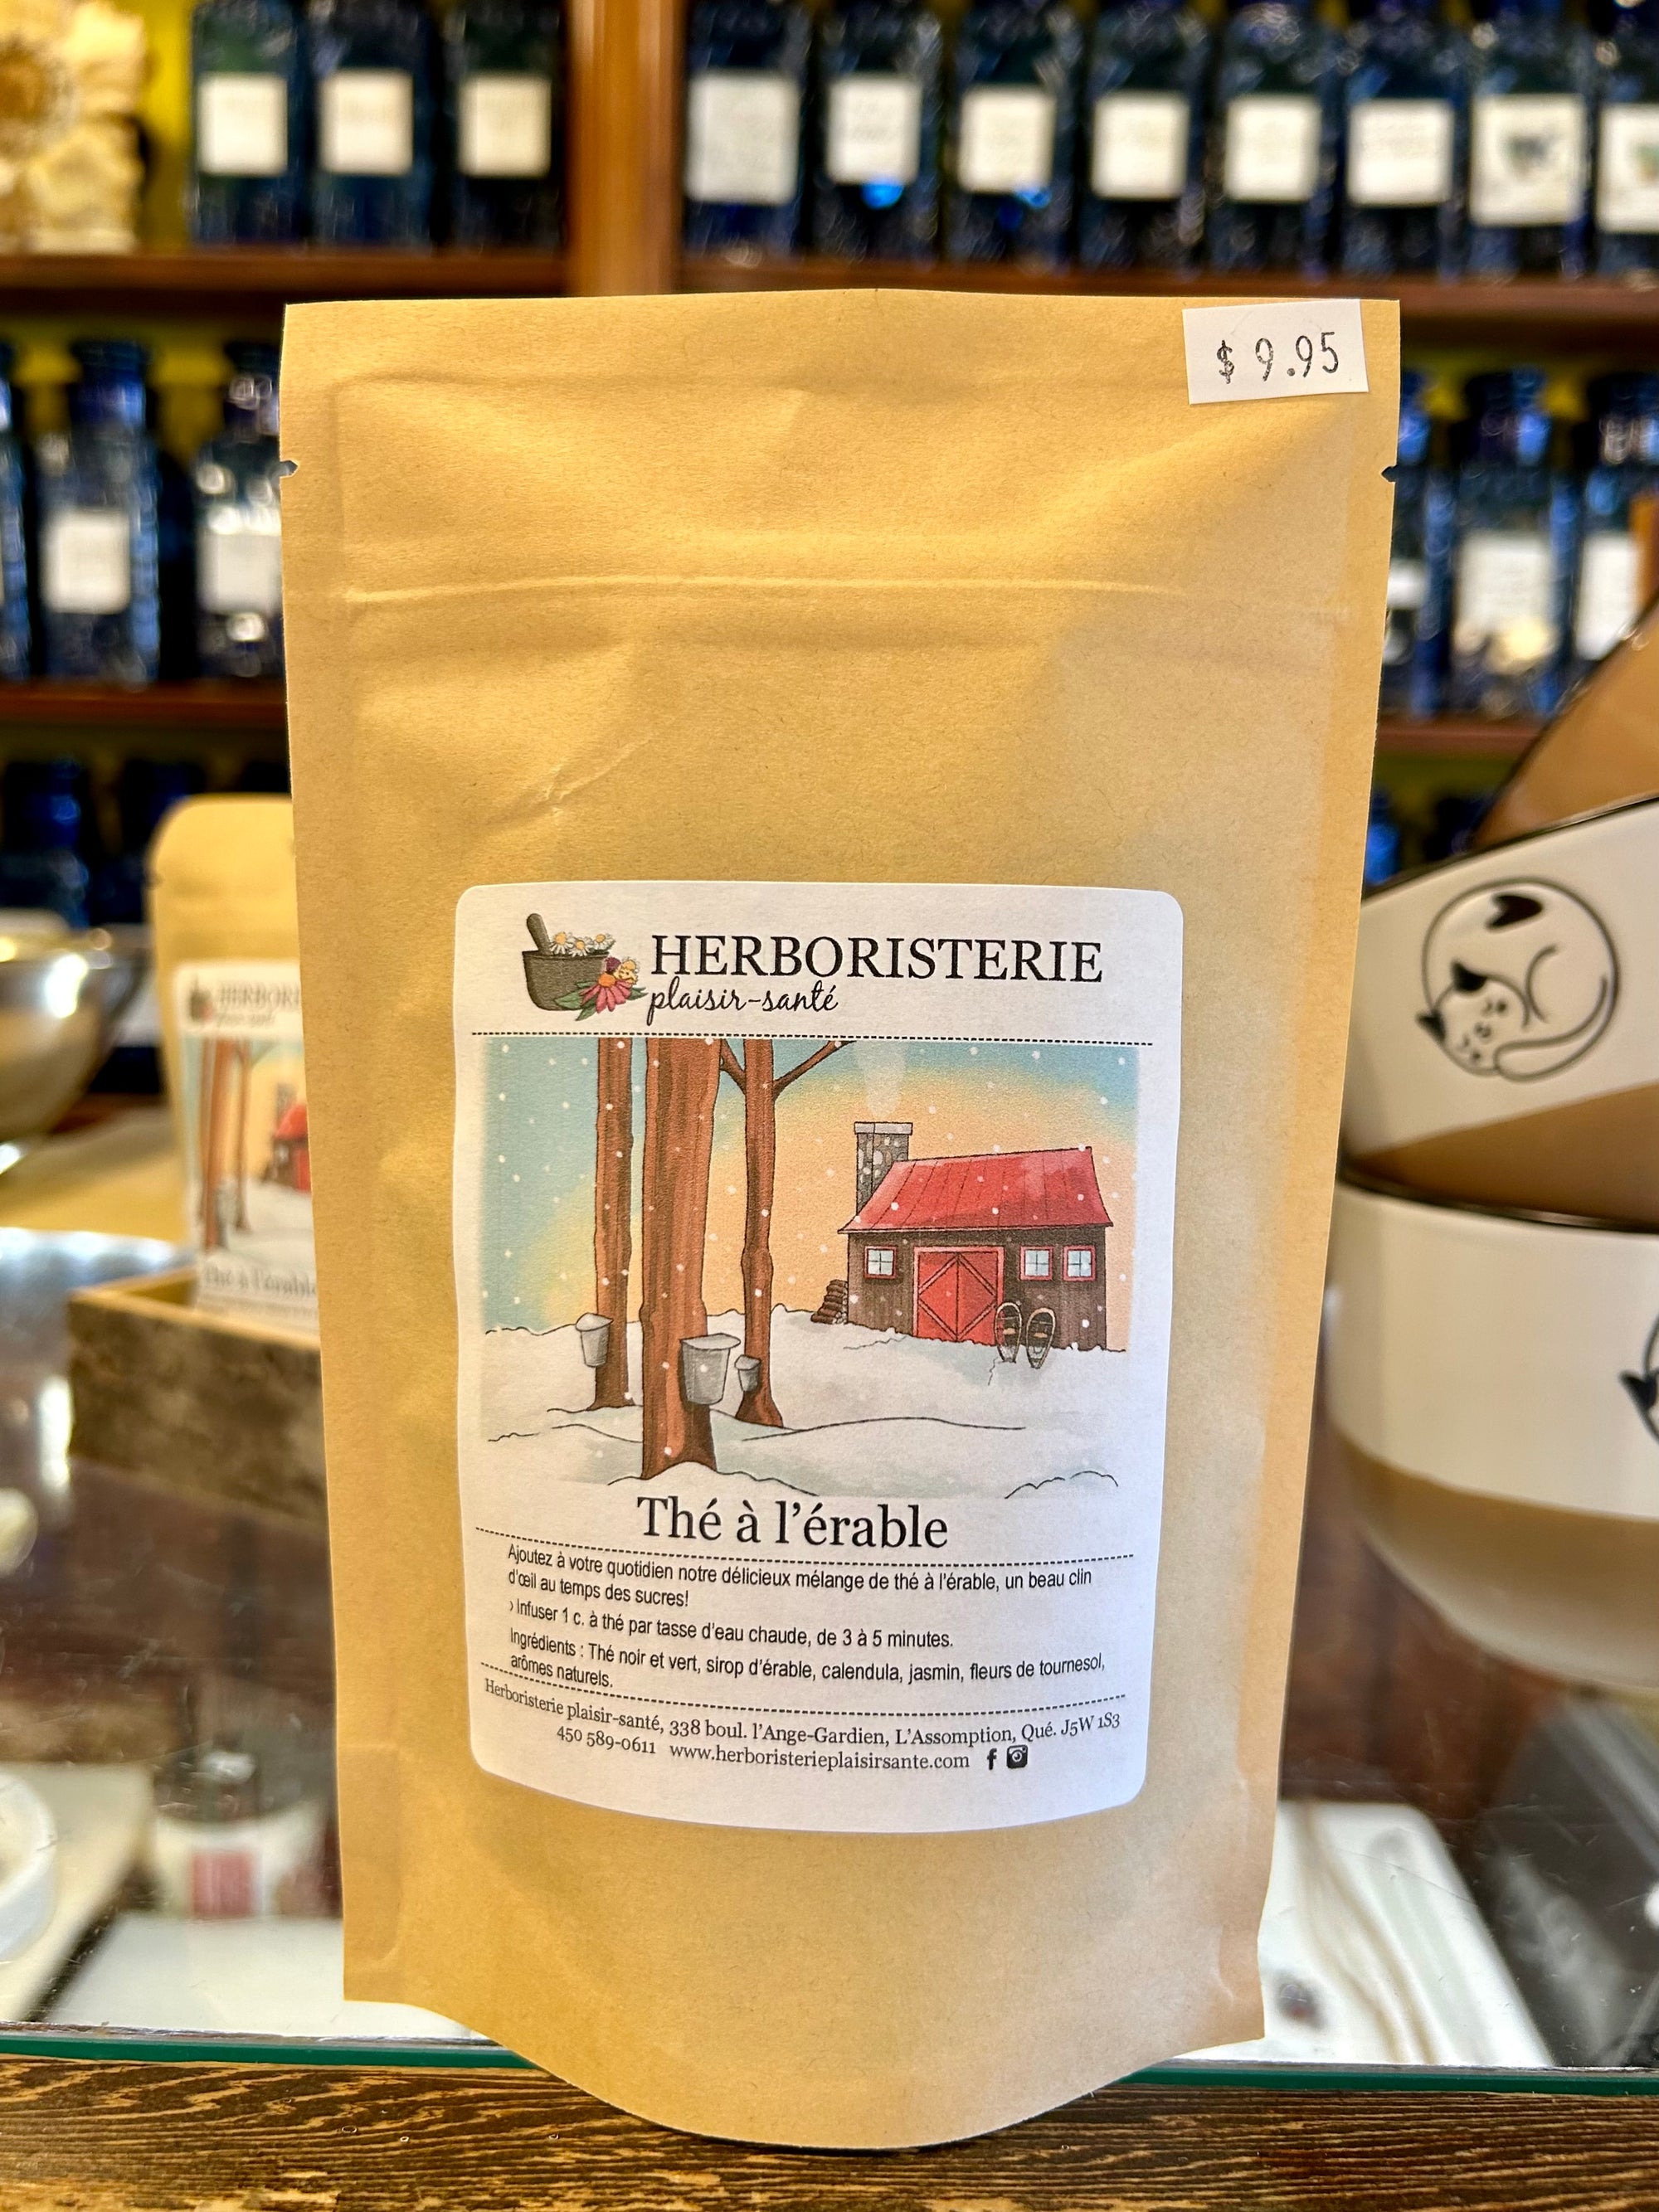 $ 9.95
HERBORISTERIE
plaisir-santé
Thé à l'érable
Ajoutez à votre quotidien notre délicieux mélange de thé à l'érable, un beau clin
d'œil au temps des sucres!
› Infuser 1 c. à thé par tasse d'eau chaude, de 3 à 5 minutes.
Ingrédients : Thé noir et vert, sirop d'érable, calendula, jasmin, fleurs de tournesol,
arômes naturels.
Herboristerie plaisir-santé, 338 boul. l'Ange-Gardien, L'Assomption, Qué. J5W 1S3
450 589-0611 www.herboristerieplaisirsante.com
HERBORI
Thé à l'érable